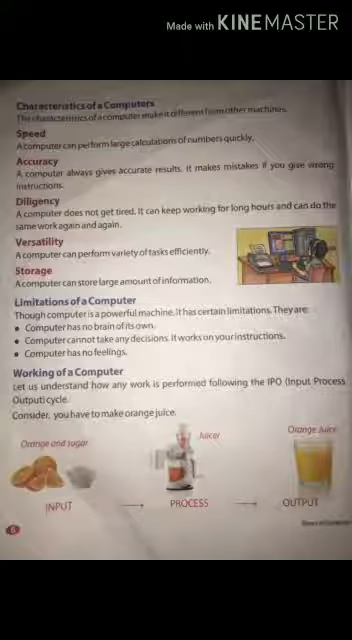 Made with KINEMASTER
Characteristics of a Computers
The characteristics of a computer make it different from other machines.
Speed
A computer can perform large calculations of numbers quickly.
Accuracy
A computer always gives accurate results. It makes mistakes if you give wrong
instructions.
Diligency
A computer does not get tired. It can keep working for long hours and can do the
same work again and again.
Versatility
A computer can perform variety of tasks efficiently.
Storage
A computer can store large amount of information.
Limitations of a Computer
Though computer is a powerful machine. It has certain limitations. They are:
• Computer has no brain of its own.
• Computer cannot take any decisions. It works on your instructions.
• Computer has no feelings.
Working of a Computer
Let us understand how any work is performed following the IPO (Input Process
Output) cycle.
Consider, you have to make orange juice.
Orange and sugar
Juicer
Orange Juice
INPUT
PROCESS
OUTPUT
6